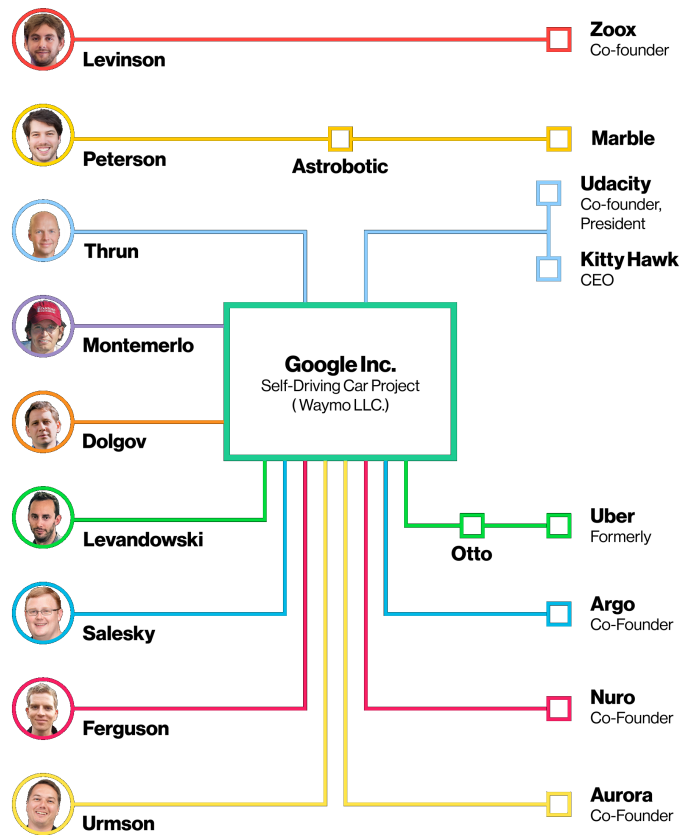 Levinson
Zoox
Co-founder
Peterson
Astrobotic
Marble
Thrun
Udacity
Co-founder,
President
Kitty Hawk
CEO
Montemerlo
Google Inc.
Self-Driving Car Project
( Waymo LLC.)
Dolgov
Levandowski
Otto
Uber
Formerly
Salesky
Argo
Co-Founder
Ferguson
Nuro
Co-Founder
Urmson
Aurora
Co-Founder